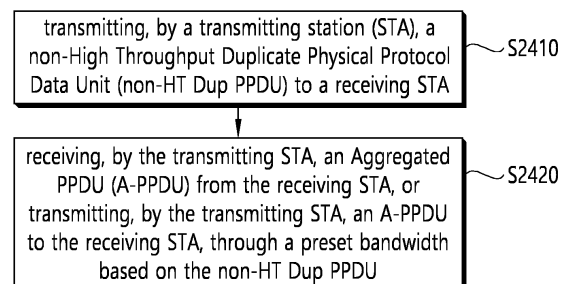 transmitting, by a transmitting station (STA), a
non-High Throughput Duplicate Physical Protocol
Data Unit (non-HT Dup PPDU) to a receiving STA
S2410
receiving, by the transmitting STA, an Aggregated
PPDU (A-PPDU) from the receiving STA, or
transmitting, by the transmitting STA, an A-PPDU
to the receiving STA, through a preset bandwidth
based on the non-HT Dup PPDU
S2420